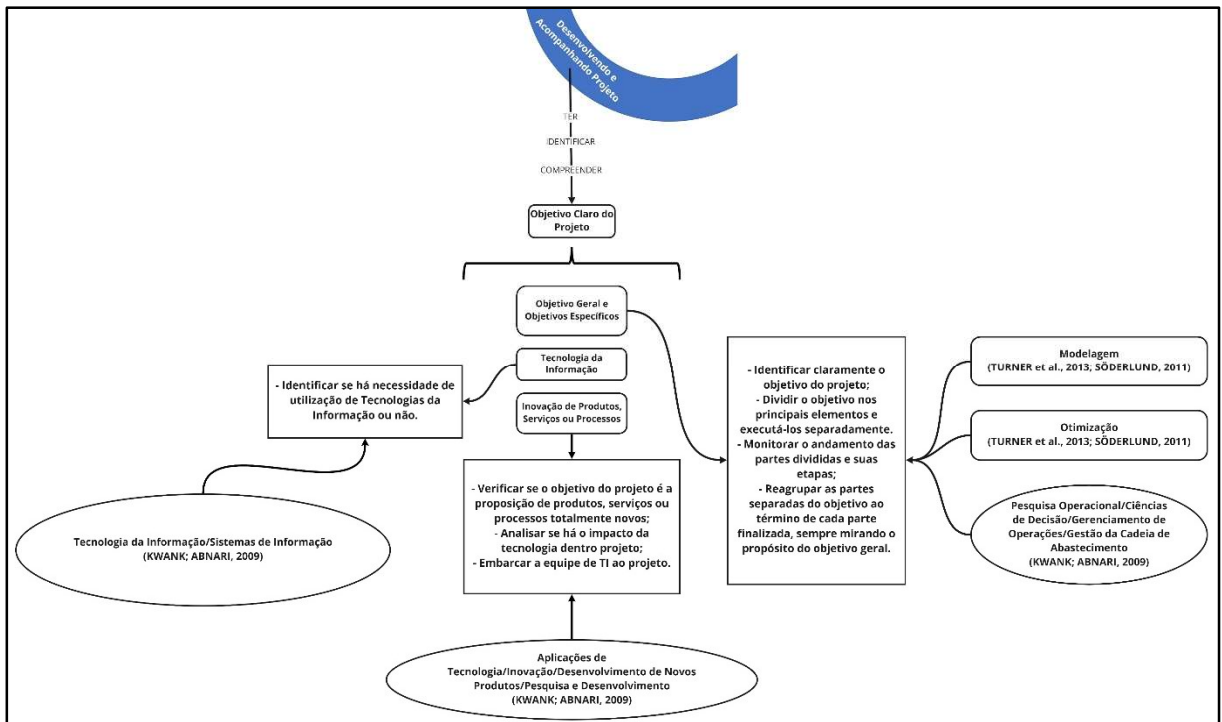 Desenvolvendo e
Acompanhando Projeto
TER
IDENTIFICAR
COMPREENDER
Objetivo Claro do
Projeto
Objetivo Geral e
Objetivos Específicos
Tecnologia da
Informação
Inovação de Produtos,
Serviços ou Processos
- Identificar se há necessidade de
utilização de Tecnologias da
Informação ou não.
Tecnologia da Informação/Sistemas de Informação
(KWANK; ABNARI, 2009)
- Verificar se o objetivo do projeto é a
proposição de produtos, serviços ou
processos totalmente novos;
- Analisar se há o impacto da
tecnologia dentro projeto;
- Embarcar a equipe de TI ao projeto.
Aplicações de
Tecnologia/Inovação/Desenvolvimento de Novos
Produtos/Pesquisa e Desenvolvimento
(KWANK; ABNARI, 2009)
- Identificar claramente o
objetivo do projeto;
- Dividir o objetivo nos
principais elementos e
executá-los separadamente.
- Monitorar o andamento das
partes divididas e suas
etapas;
- Reagrupar as partes
separadas do objetivo ao
término de cada parte
finalizada, sempre mirando o
propósito do objetivo geral.
Modelagem
(TURNER et al., 2013; SÖDERLUND, 2011)
Otimização
(TURNER et al., 2013; SÖDERLUND, 2011)
Pesquisa Operacional/Ciências
de Decisão/Gerenciamento de
Operações/Gestão da Cadeia de
Abastecimento
(KWANK; ABNARI, 2009)